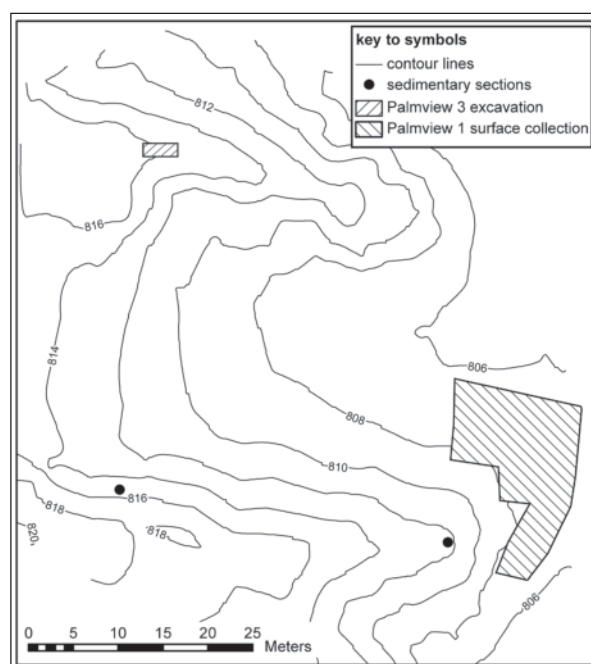 key to symbols
contour lines
sedimentary sections
Palmview 3 excavation
Palmview 1 surface collection
812
816
814
806
808
810
816
818
818
820
806
0 5 10 15 20 25 Meters